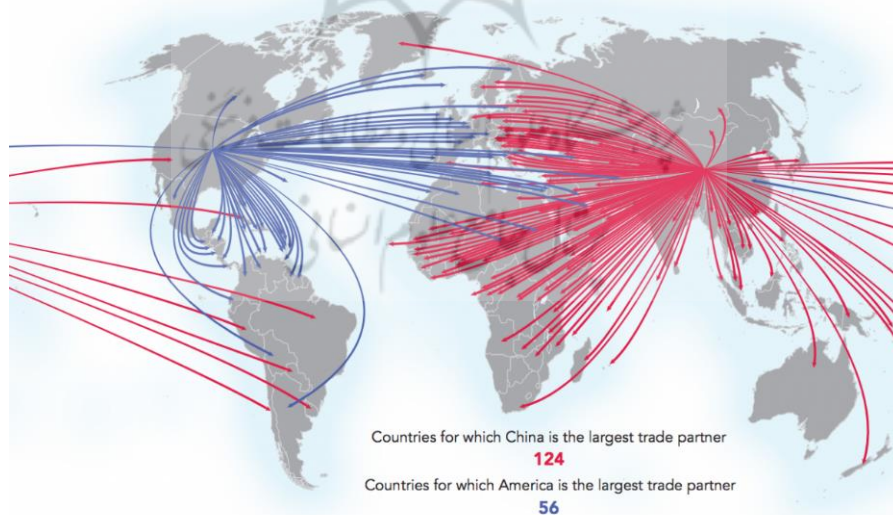 Countries for which China is the largest trade partner
124
Countries for which America is the largest trade partner
56